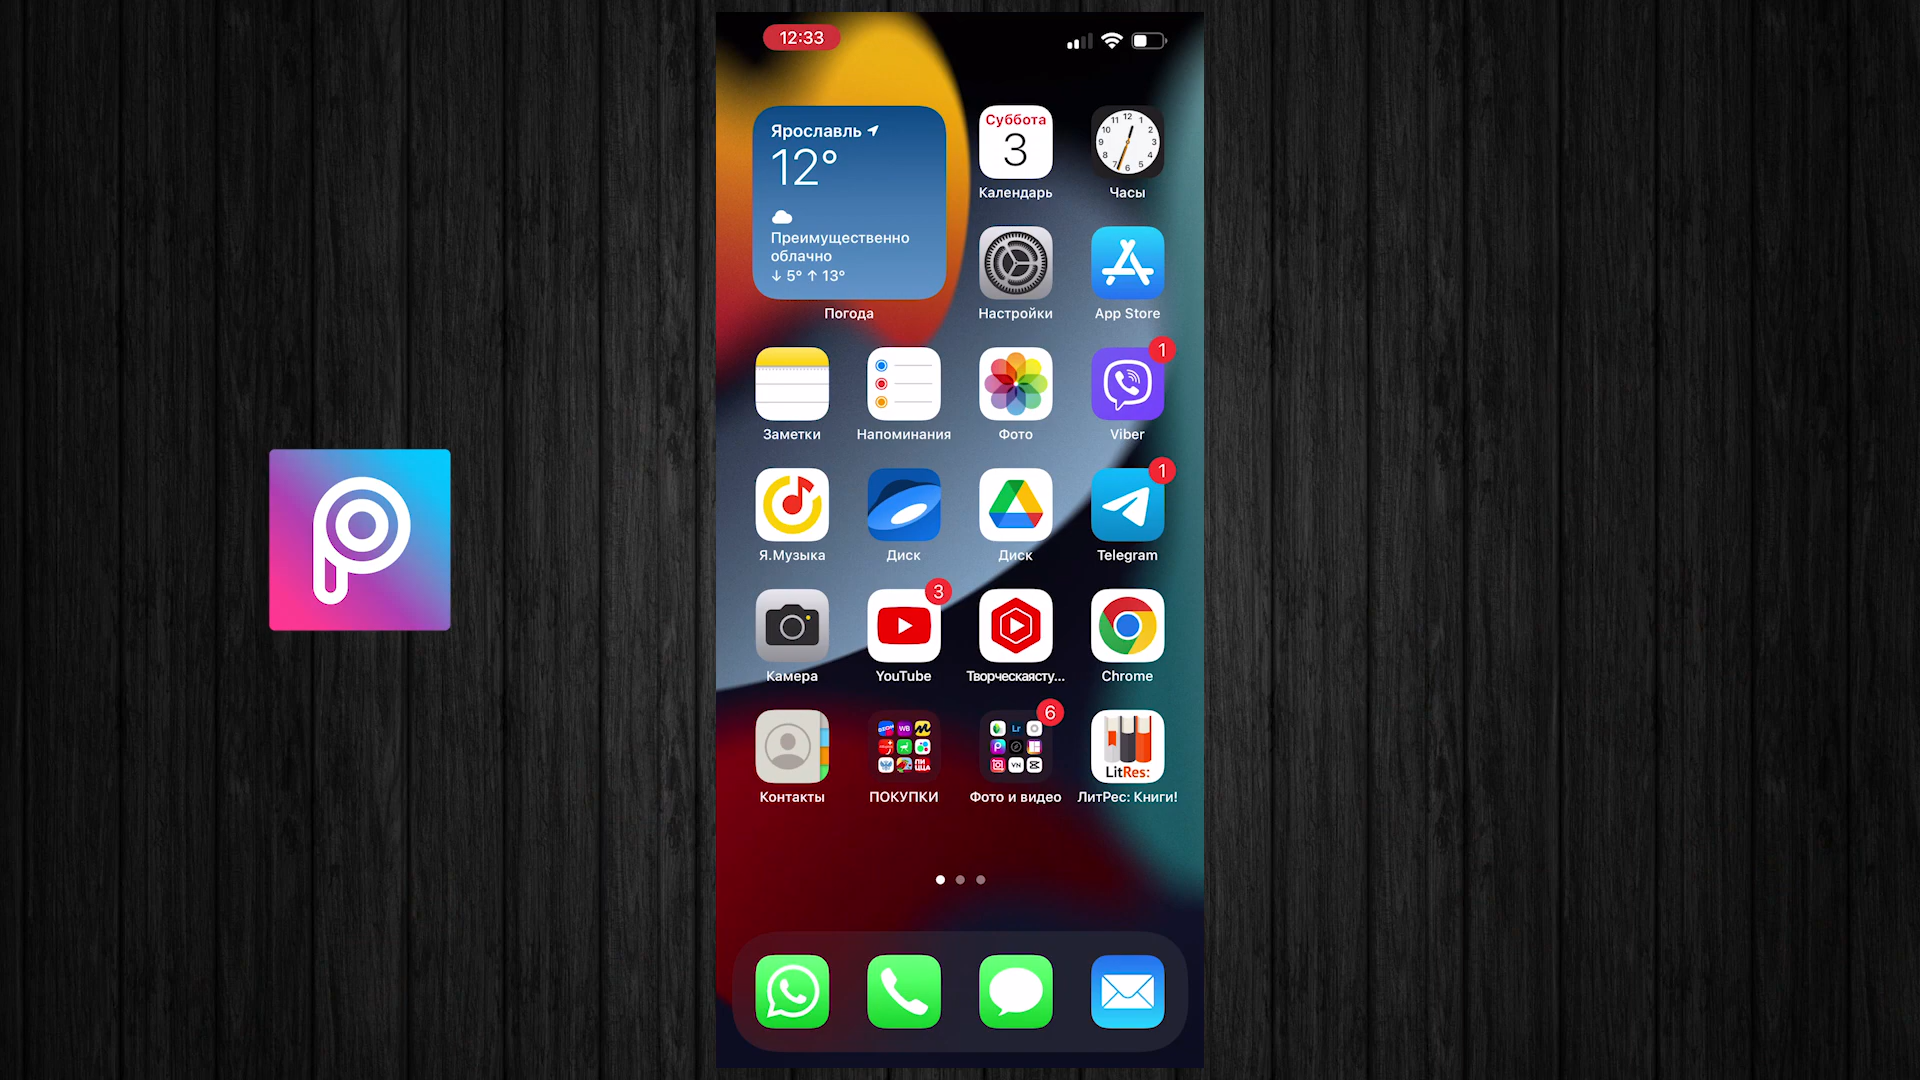 12:33
Ярославль
12°
Преимущественно
облачно
↓ 5° ↑ 13°
Погода
Суббота
3
Календарь
Часы
Настройки
App Store
Заметки
Напоминания
Фото
1
Viber
Я.Музыка
Диск
Диск
1
Telegram
Камера
3
YouTube
Творческаясту...
Chrome
Контакты
ПОКУПКИ
6
Фото и видео
LitRes:
ЛитРес: Книги!